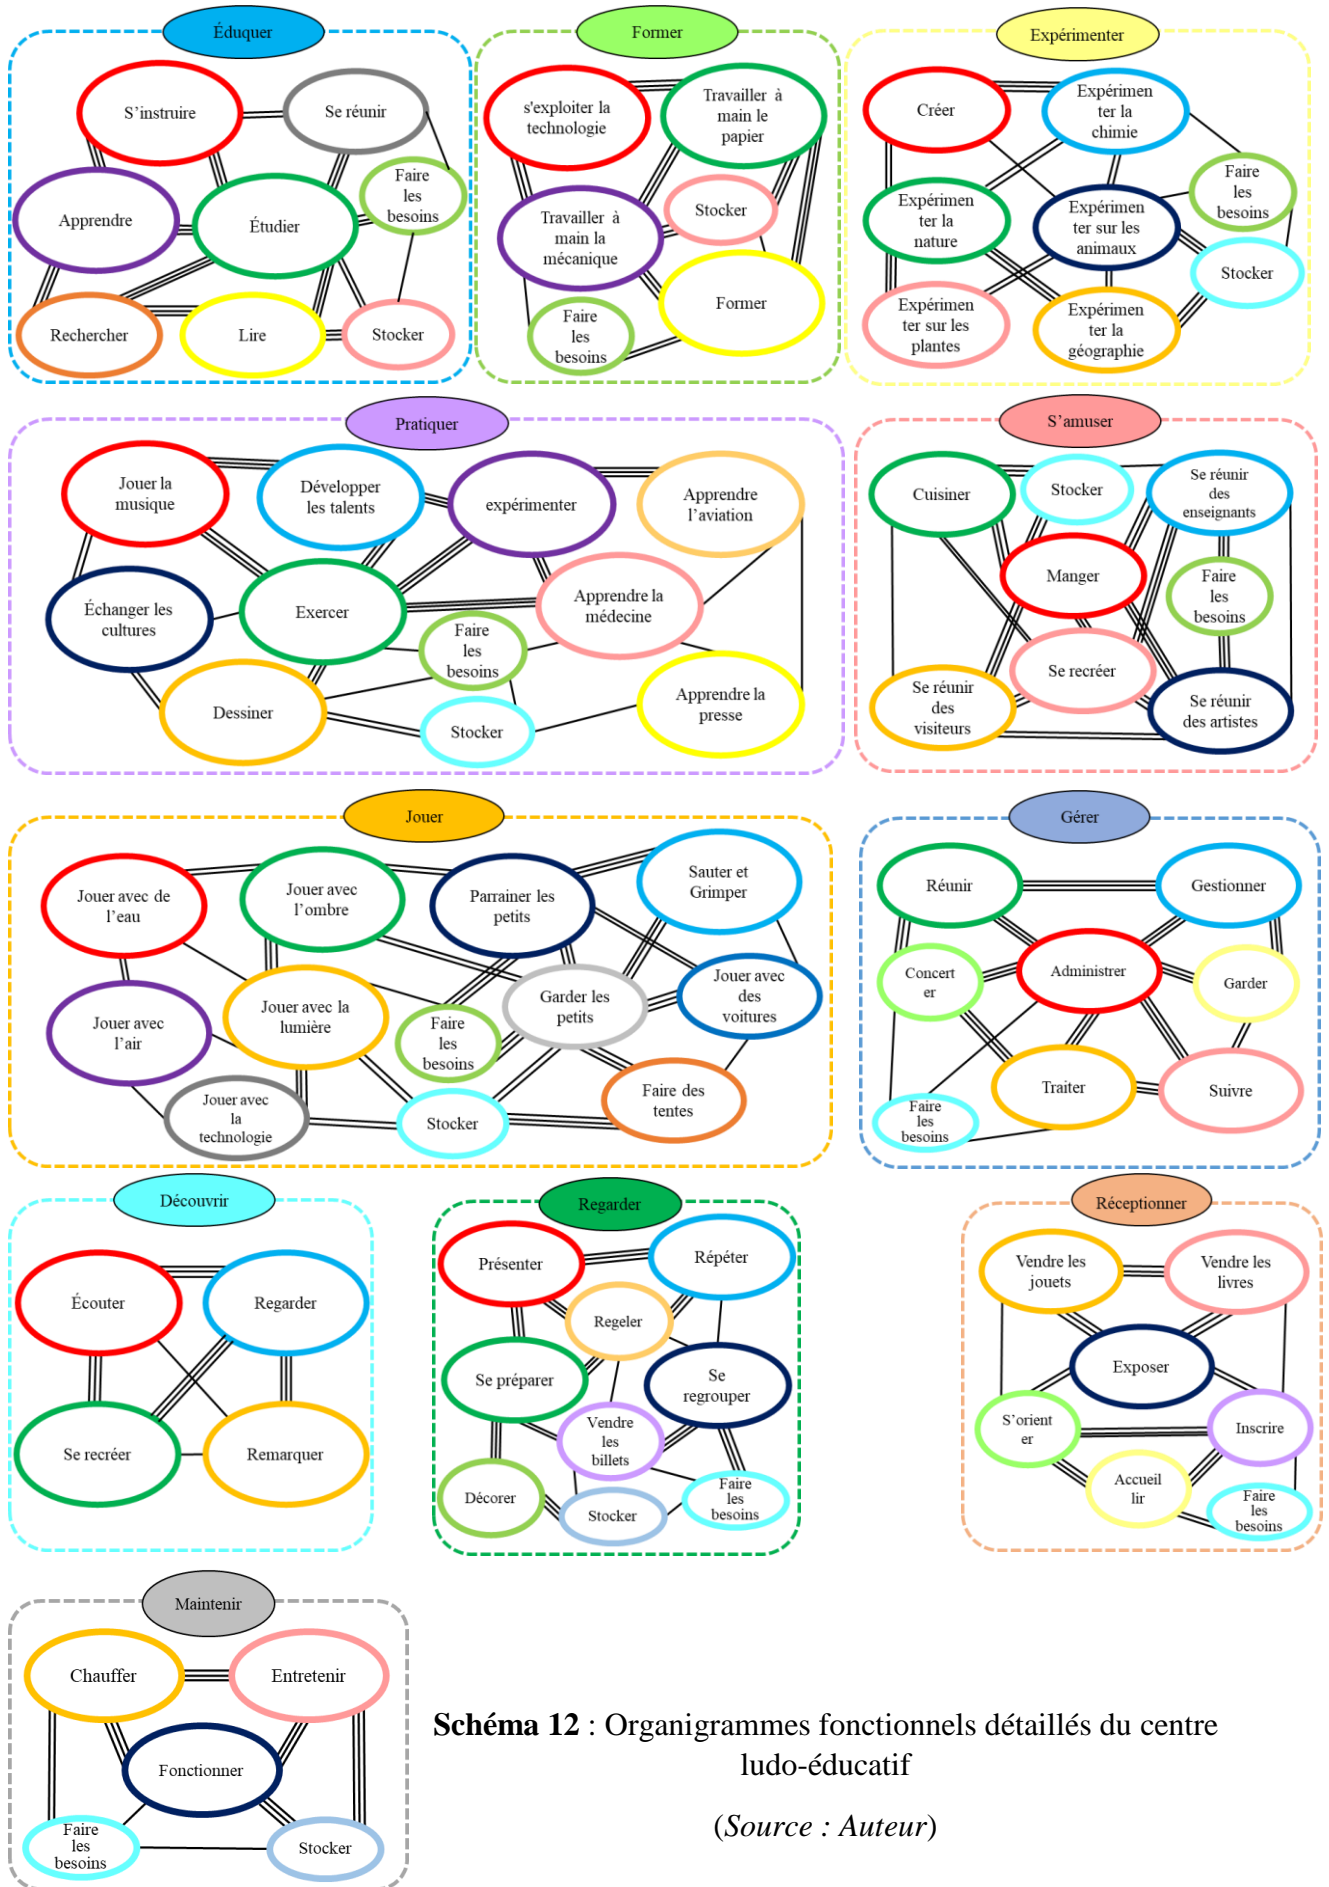 Éduquer
S’instruire
Se réunir
Faire
les
besoins
Apprendre
Étudier
Rechercher
Lire
Stocker
Former
s'exploiter la
technologie
Travailler à
main le
papier
Stocker
Travailler à
main la
mécanique
Former
Faire
les
besoins
Expérimenter
Créer
Expérimen
ter la
chimie
Faire
les
besoins
Expérimen
ter la
nature
Expérimen
ter sur les
animaux
Stocker
Expérimen
ter sur les
plantes
Expérimen
ter la
géographie
Pratiquer
Jouer la
musique
Développer
les talents
expérimenter
Apprendre
l’aviation
Échanger les
cultures
Exercer
Apprendre la
médecine
Faire
les
besoins
Dessiner
Stocker
Apprendre la
presse
S’amuser
Cuisiner
Stocker
Se réunir
des
enseignants
Manger
Faire
les
besoins
Se recréer
Se réunir
des
visiteurs
Se réunir
des artistes
Jouer
Jouer avec de
l’eau
Jouer avec
l’ombre
Parrainer les
petits
Sauter et
Grimper
Jouer avec
l’air
Jouer avec la
lumière
Faire
les
besoins
Garder les
petits
Jouer avec
des
voitures
Jouer avec
la
technologie
Stocker
Faire des
tentes
Gérer
Réunir
Gestionner
Concert
er
Administrer
Garder
Traiter
Suivre
Faire
les
besoins
Découvrir
Écouter
Regarder
Se recréer
Remarquer
Regarder
Présenter
Répéter
Regeler
Se préparer
Se
regrouper
Vendre
les
billets
Décorer
Stocker
Faire
les
besoins
Réceptionner
Vendre les
jouets
Vendre les
livres
Exposer
S’orient
er
Inscrire
Accueil
lir
Faire
les
besoins
Maintenir
Chauffer
Entretenir
Fonctionner
Faire
les
besoins
Stocker
Schéma 12 : Organigrammes fonctionnels détaillés du centre
ludo-éducatif
(Source : Auteur)